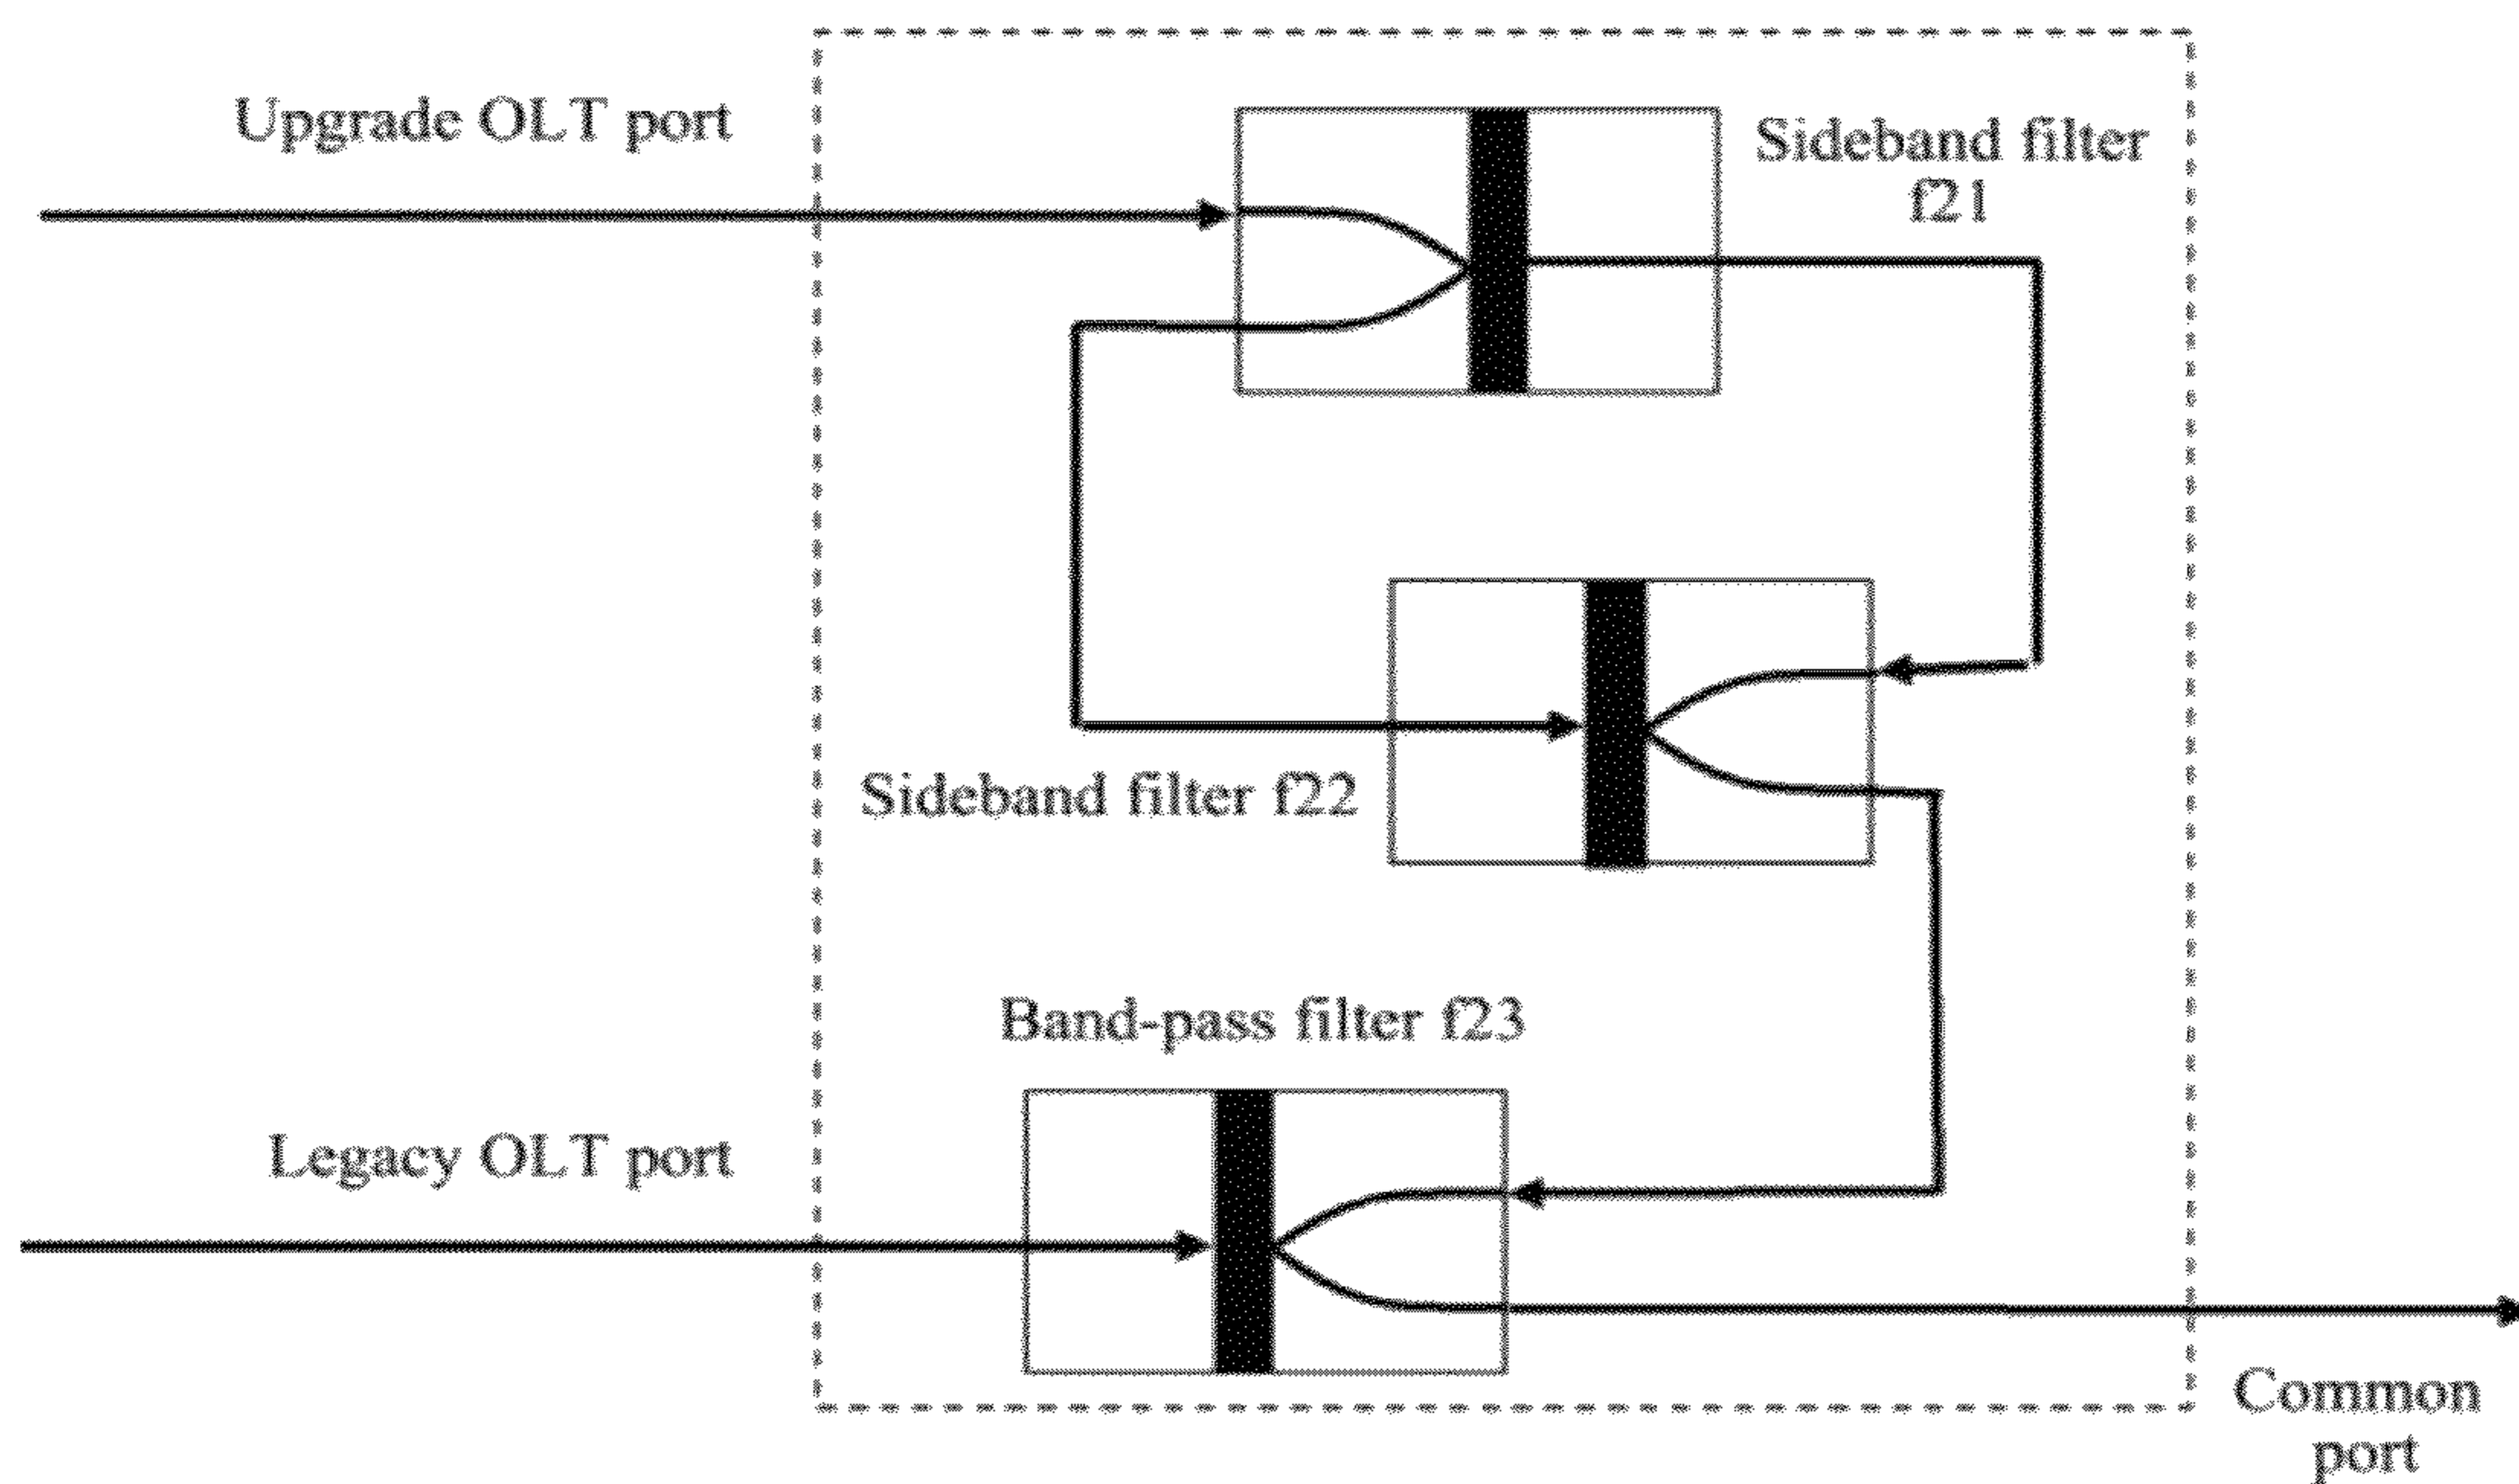 Upgrade OLT port
Sideband filter
f21
Sideband filter f22
Band-pass filter f23
Legacy OLT port
Common
port